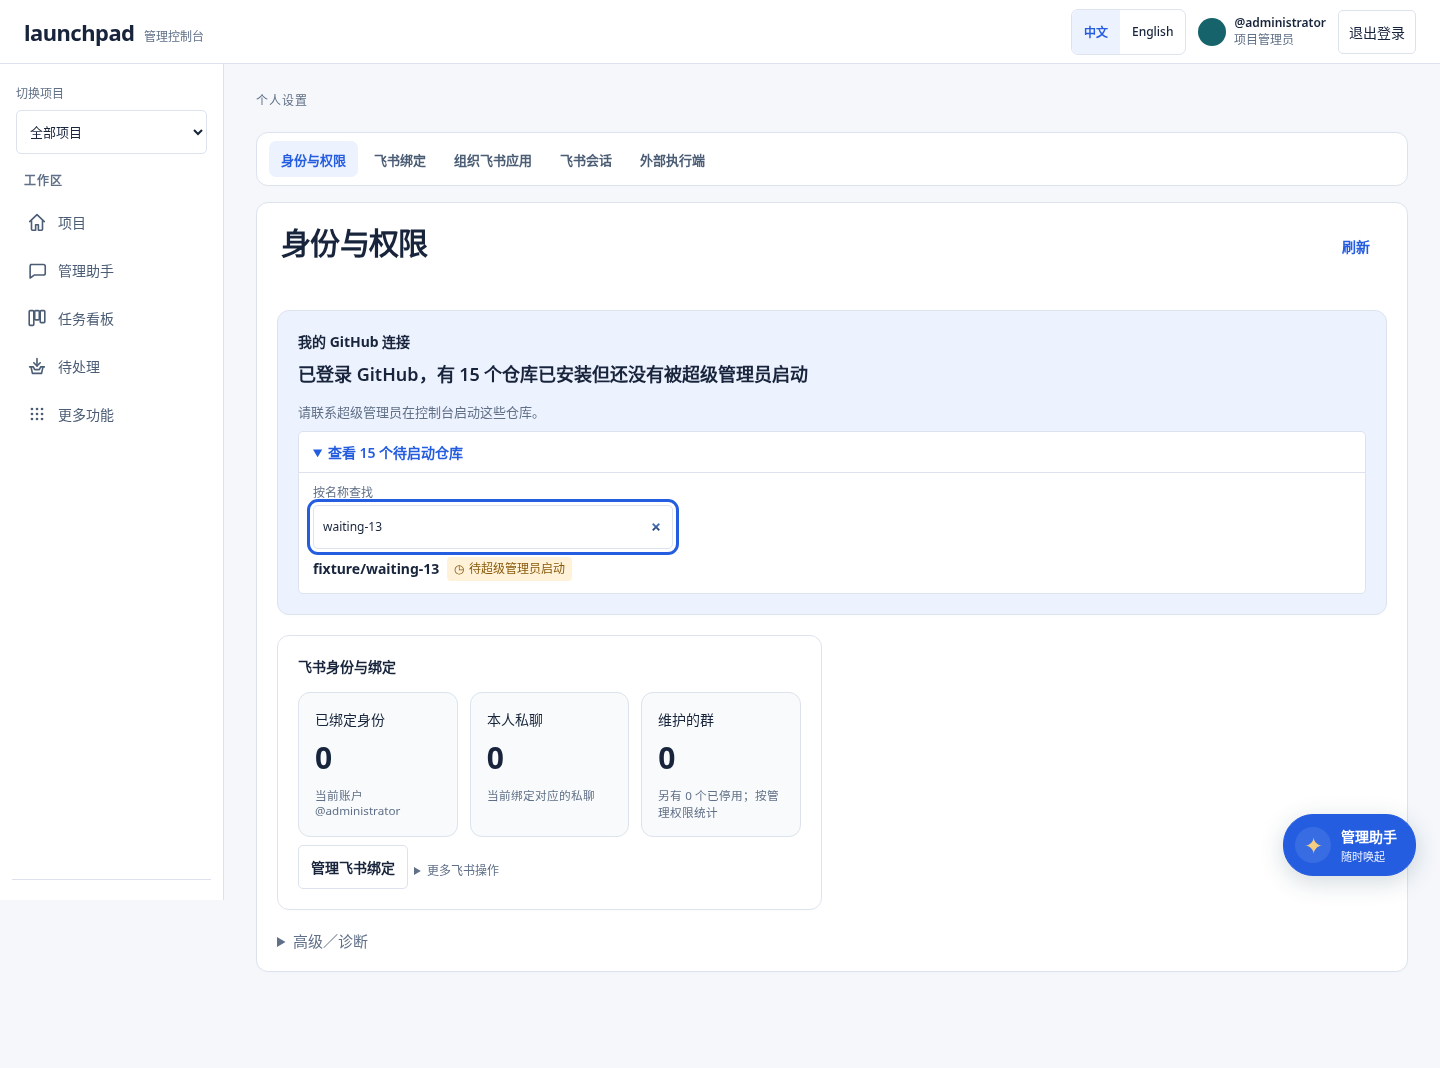 launchpad 管理控制台
中文 English
@administrator
项目管理员
退出登录
切换项目
全部项目
工作区
项目
管理助手
任务看板
待处理
更多功能
个人设置
身份与权限 飞书绑定 组织飞书应用 飞书会话 外部执行端
身份与权限
刷新
我的 GitHub 连接
已登录 GitHub，有 15 个仓库已安装但还没有被超级管理员启动
请联系超级管理员在控制台启动这些仓库。
查看 15 个待启动仓库
按名称查找
waiting-13
fixture/waiting-13 待超级管理员启动
飞书身份与绑定
已绑定身份
0
当前账户
@administrator
本人私聊
0
当前绑定对应的私聊
维护的群
0
另有 0 个已停用；按管
理权限统计
管理飞书绑定
更多飞书操作
高级／诊断
管理助手
随时唤起